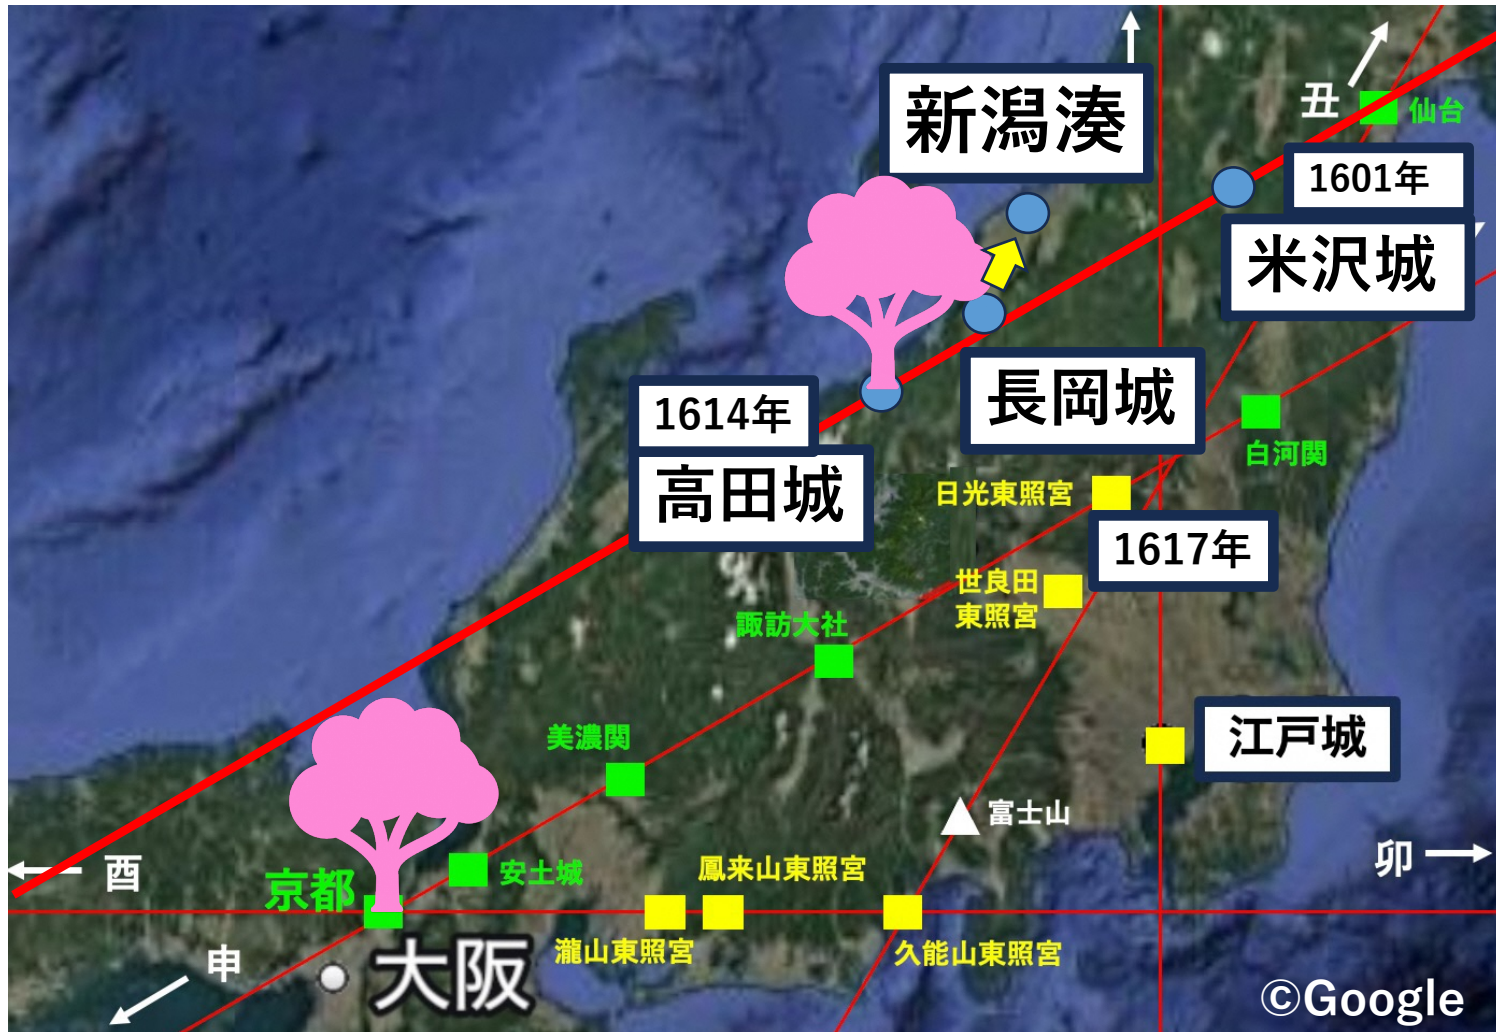 新潟湊
丑
仙台
1601年
米沢城
長岡城
1614年
高田城
白河関
日光東照宮
1617年
世良田
東照宮
諏訪大社
江戸城
美濃関
富士山
卯
酉
安土城
鳳来山東照宮
京都
瀧山東照宮
久能山東照宮
申
大阪
©Google